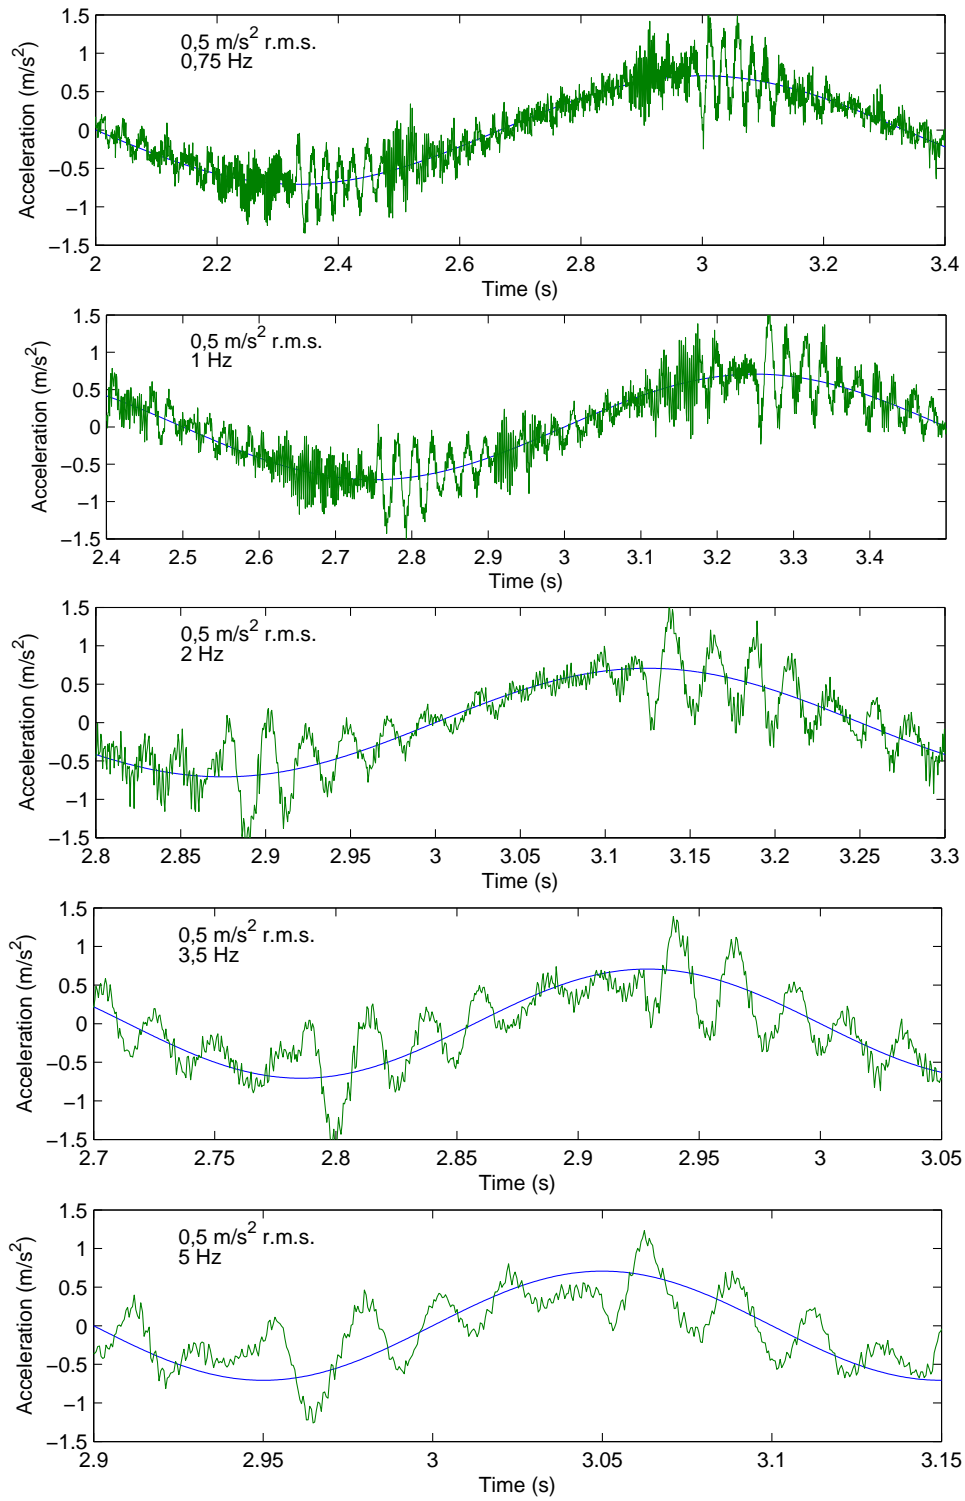 1.5
1
0.5
0
−0.5
−1
−1.5
Acceleration (m/s²)
0,5 m/s² r.m.s.
0,75 Hz
2 2.2 2.4 2.6 2.8 3 3.2 3.4
Time (s)
1.5
1
0.5
0
−0.5
−1
−1.5
Acceleration (m/s²)
0,5 m/s² r.m.s.
1 Hz
2.4 2.5 2.6 2.7 2.8 2.9 3 3.1 3.2 3.3 3.4
Time (s)
1.5
1
0.5
0
−0.5
−1
−1.5
Acceleration (m/s²)
0,5 m/s² r.m.s.
2 Hz
2.8 2.85 2.9 2.95 3 3.05 3.1 3.15 3.2 3.25 3.3
Time (s)
1.5
1
0.5
0
−0.5
−1
−1.5
Acceleration (m/s²)
0,5 m/s² r.m.s.
3,5 Hz
2.7 2.75 2.8 2.85 2.9 2.95 3 3.05
Time (s)
1.5
1
0.5
0
−0.5
−1
−1.5
Acceleration (m/s²)
0,5 m/s² r.m.s.
5 Hz
2.9 2.95 3 3.05 3.1 3.15
Time (s)